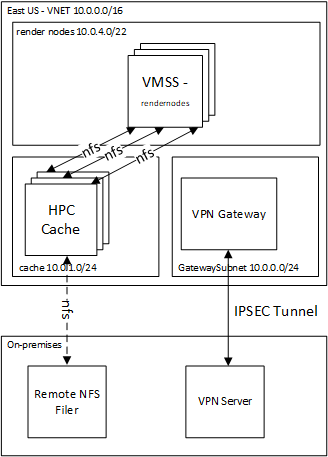 East US - VNET 10.0.0.0/16
render nodes 10.0.4.0/22
VMSS -
rendernodes
nfs
nfs
nfs
HPC
Cache
cache 10.0.1.0/24
VPN Gateway
GatewaySubnet 10.0.0.0/24
nfs
IPSEC Tunnel
On-premises
Remote NFS
Filer
VPN Server